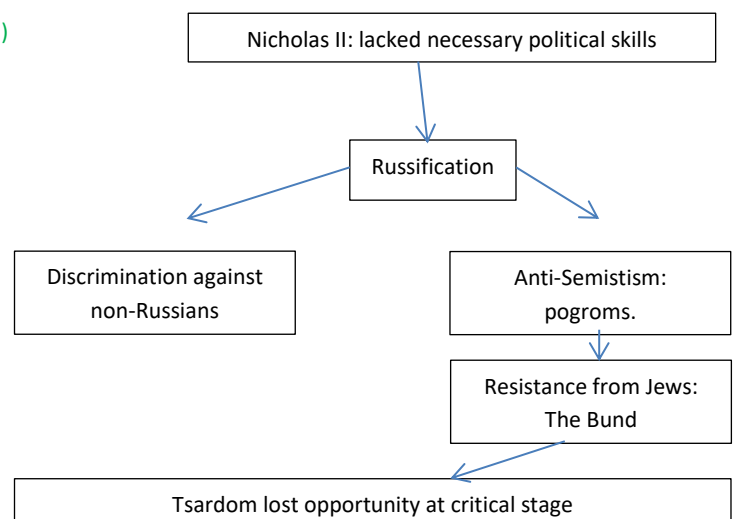 )
Nicholas II: lacked necessary political skills
Russification
Discrimination against
non-Russians
Anti-Semistism:
pogroms.
Resistance from Jews:
The Bund
Tsardom lost opportunity at critical stage